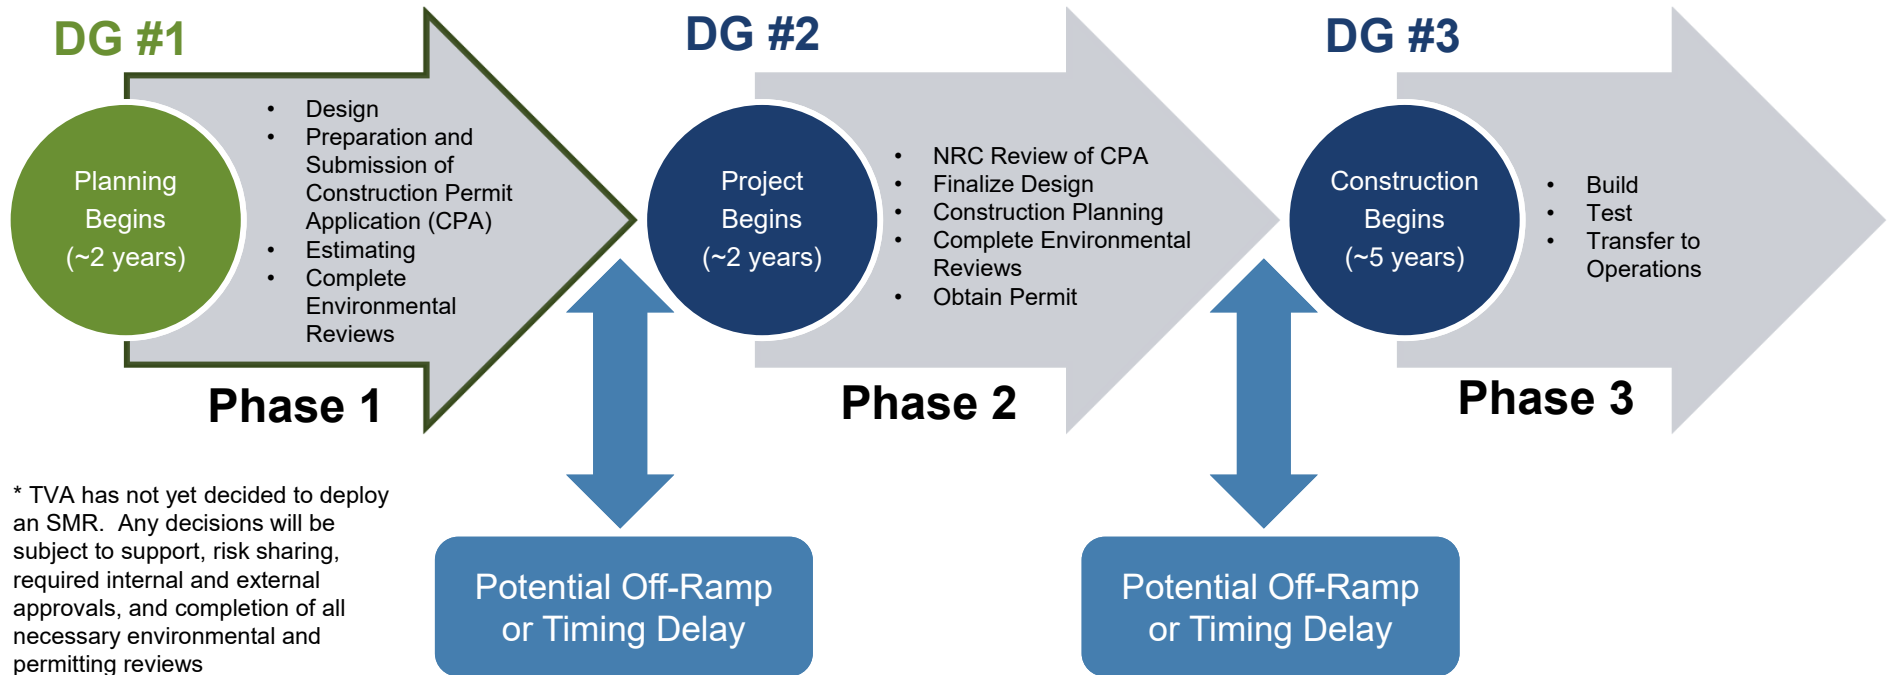 DG #1
Planning
Begins
(~2 years)
• Design
• Preparation and
Submission of
Construction Permit
Application (CPA)
• Estimating
• Complete
Environmental
Reviews
Phase 1
DG #2
Project
Begins
(~2 years)
• NRC Review of CPA
• Finalize Design
• Construction Planning
• Complete Environmental
Reviews
• Obtain Permit
Phase 2
DG #3
Construction
Begins
(~5 years)
• Build
• Test
• Transfer to
Operations
Phase 3
* TVA has not yet decided to deploy
an SMR.  Any decisions will be
subject to support, risk sharing,
required internal and external
approvals, and completion of all
necessary environmental and
permitting reviews
Potential Off-Ramp
or Timing Delay
Potential Off-Ramp
or Timing Delay